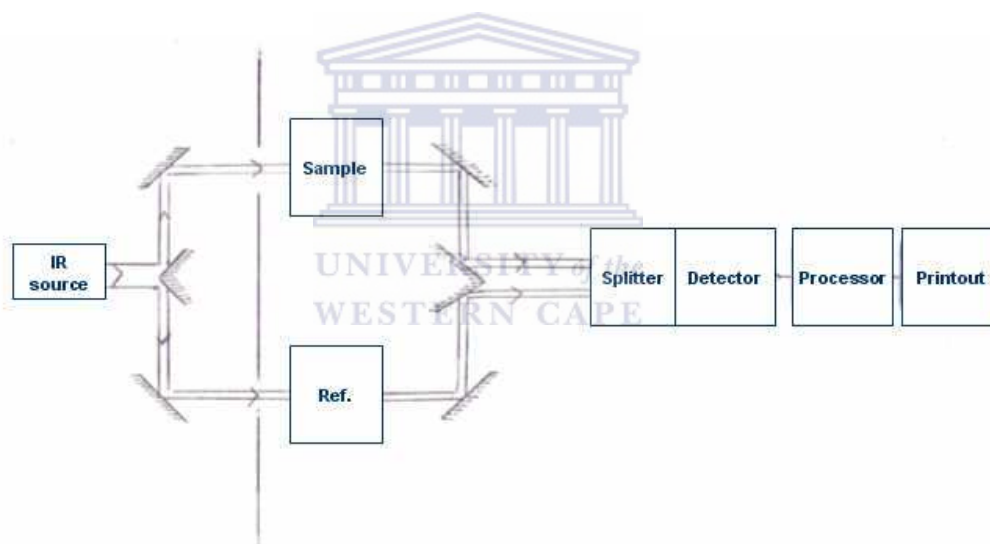 Sample
IR
source
UNIVERSITY of the
WESTERN CAPE
Splitter
Detector
Processor
Printout
Ref.